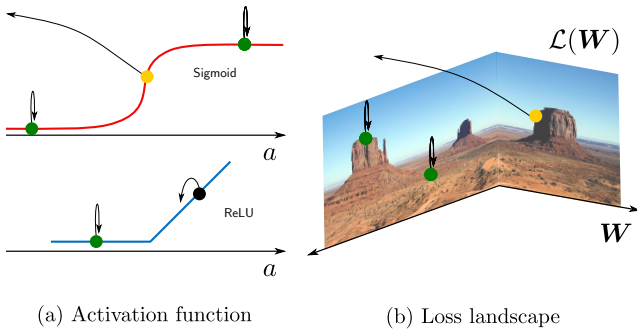 Sigmoid
a
ReLU
a
(a) Activation function
𝓛(𝑾)
𝑾
(b) Loss landscape